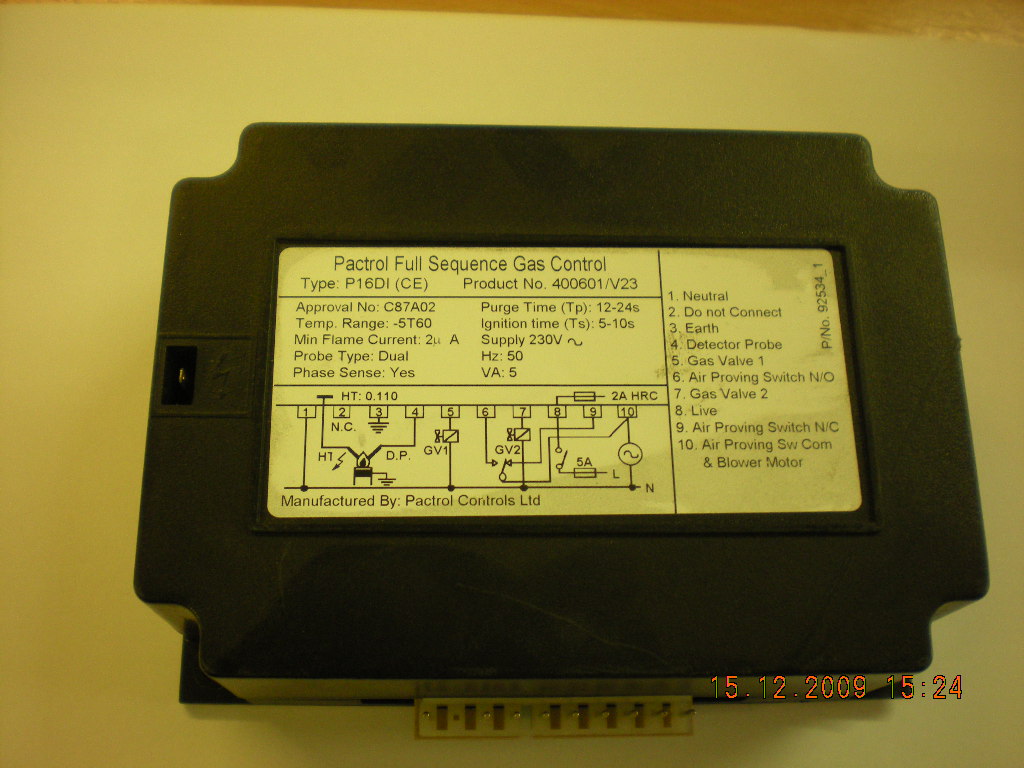 Pactrol Full Sequence Gas Control
Type: P16DI (CE) Product No. 400601/V23
Approval No: C87A02 Purge Time (Tp): 12-24s
Temp. Range: -5T60 Ignition time (Ts): 5-10s
Min Flame Current: 2μ A Supply 230V ∿
Probe Type: Dual Hz: 50
Phase Sense: Yes VA: 5
HT: 0.110 2A HRC
1 2 3 4 5 6 7 8 9 10
N.C.
GV1 GV2
HT D.P. 5A L
N
Manufactured By: Pactrol Controls Ltd
1. Neutral
2. Do not Connect
3. Earth
4. Detector Probe
5. Gas Valve 1
6. Air Proving Switch N/O
7. Gas Valve 2
8. Live
9. Air Proving Switch N/C
10. Air Proving Sw Com
& Blower Motor
P/No. 92534_1
15.12.2009 15:24